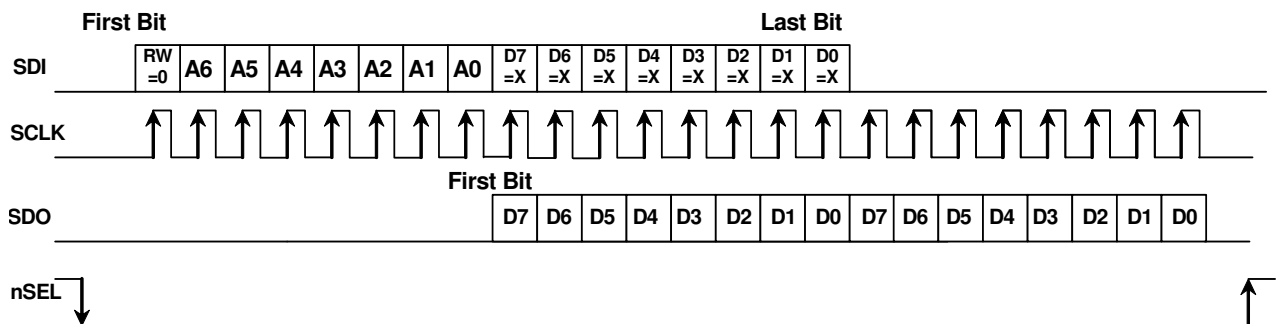 First Bit Last Bit
SDI RW =0 A6 A5 A4 A3 A2 A1 A0 D7 =X D6 =X D5 =X D4 =X D3 =X D2 =X D1 =X D0 =X
SCLK
First Bit
SDO D7 D6 D5 D4 D3 D2 D1 D0 D7 D6 D5 D4 D3 D2 D1 D0
nSEL